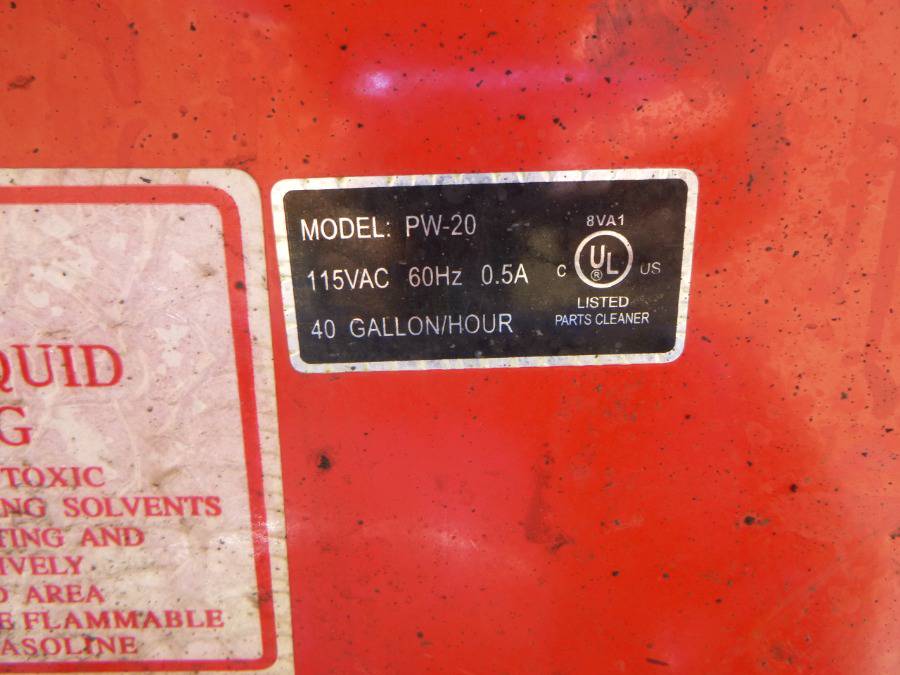 MODEL: PW-20
115VAC 60Hz 0.5A
40 GALLON/HOUR
8VA1
C UL ® US
LISTED
PARTS CLEANER
QUID
G
TOXIC
ING SOLVENTS
TING AND
IVELY
AREA
E FLAMMABLE
ASOLINE